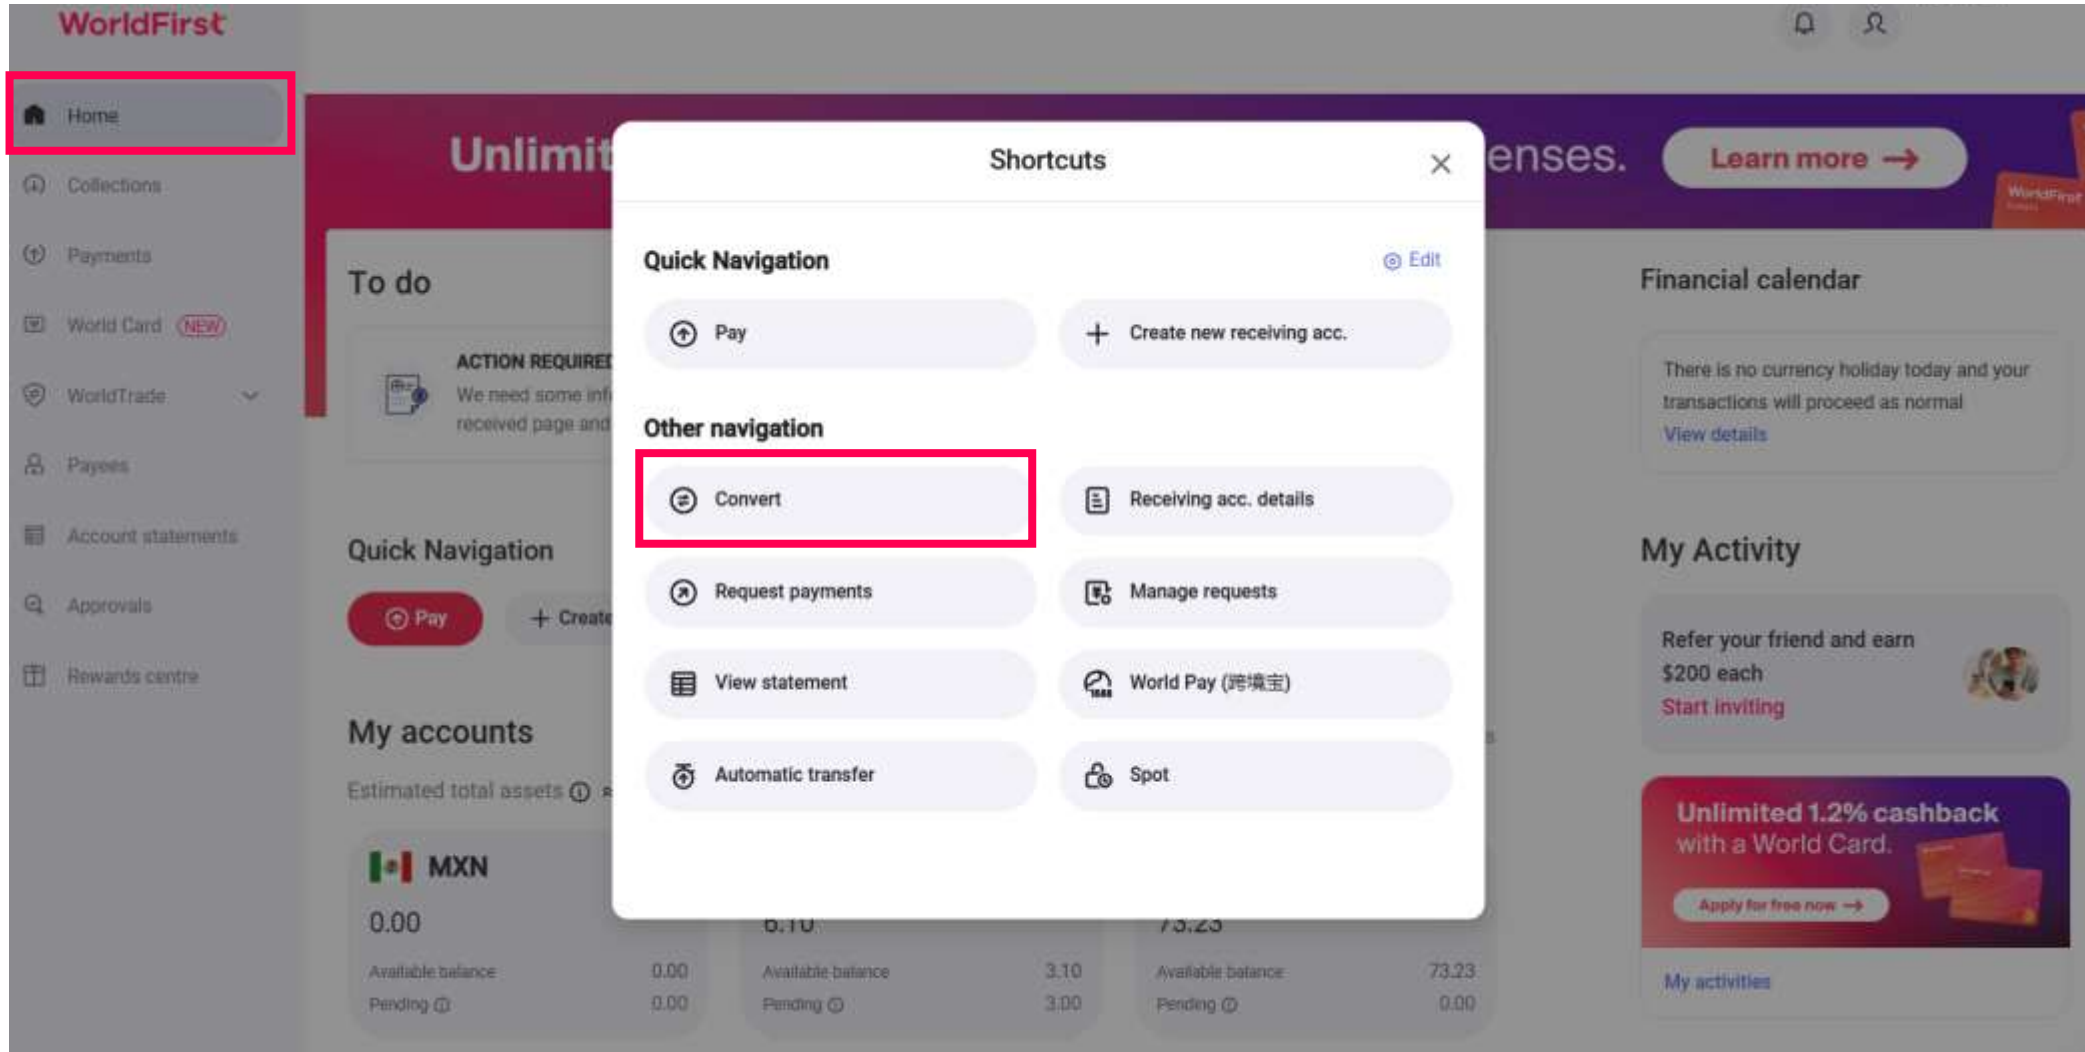 WorldFirst
Home
Collections
Payments
World Card NEW
WorldTrade
Payees
Account statements
Approvals
Rewards centre
Unlimit
enses.
Learn more →
WorldFirst
To do
ACTION REQUIRED
We need some inf
received page and
Quick Navigation
Pay
+ Create
My accounts
Estimated total assets
MXN
0.00
Available balance 0.00
Pending 0.00
6.10
Available balance 3.10
Pending 3.00
73.23
Available balance 73.23
Pending 0.00
Shortcuts
Quick Navigation
Edit
Pay
Create new receiving acc.
Other navigation
Convert
Receiving acc. details
Request payments
Manage requests
View statement
World Pay (跨境宝)
1688
Automatic transfer
Spot
Financial calendar
There is no currency holiday today and your
transactions will proceed as normal
View details
My Activity
Refer your friend and earn
$200 each
Start inviting
Unlimited 1.2% cashback
with a World Card.
Apply for free now →
My activities